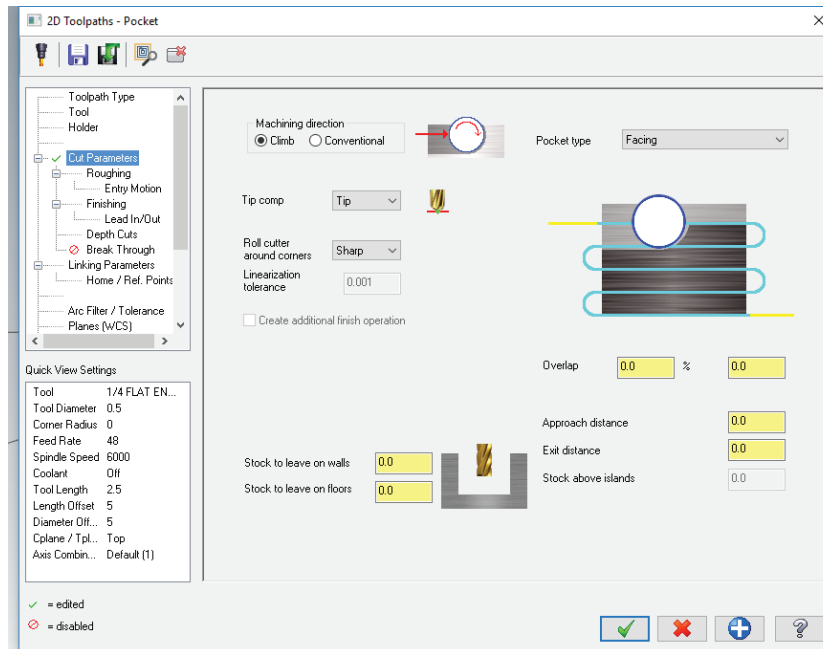 2D Toolpaths - Pocket
Toolpath Type
Tool
Holder
Cut Parameters
Roughing
Entry Motion
Finishing
Lead In/Out
Depth Cuts
Break Through
Linking Parameters
Home / Ref. Points
Arc Filter / Tolerance
Planes (WCS)
Machining direction
Climb Conventional
Pocket type Facing
Tip comp Tip
Roll cutter
around corners Sharp
Linearization
tolerance 0.001
Create additional finish operation
Overlap 0.0 % 0.0
Approach distance 0.0
Exit distance 0.0
Stock above islands 0.0
Stock to leave on walls 0.0
Stock to leave on floors 0.0
Quick View Settings
Tool 1/4 FLAT EN...
Tool Diameter 0.5
Corner Radius 0
Feed Rate 48
Spindle Speed 6000
Coolant Off
Tool Length 2.5
Length Offset 5
Diameter Off... 5
Cplane / Tpl... Top
Axis Combin... Default (1)
= edited
= disabled